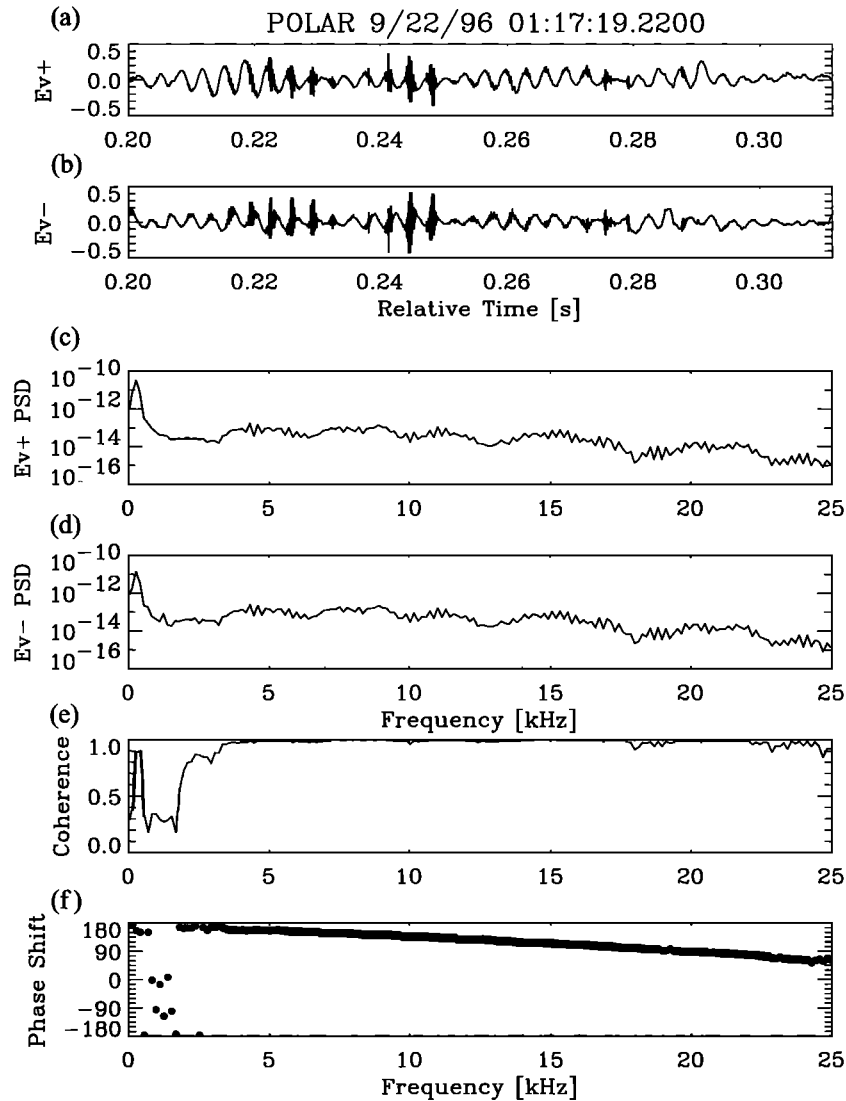 (a) POLAR 9/22/96 01:17:19.2200
Ev+
0.5
0.0
−0.5
0.20 0.22 0.24 0.26 0.28 0.30
(b)
Ev−
0.5
0.0
−0.5
0.20 0.22 0.24 0.26 0.28 0.30
Relative Time [s]
(c)
Ev+ PSD
10^-10
10^-12
10^-14
10^-16
0 5 10 15 20 25
(d)
Ev− PSD
10^-10
10^-12
10^-14
10^-16
0 5 10 15 20 25
Frequency [kHz]
(e)
Coherence
1.0
0.5
0.0
0 5 10 15 20 25
(f)
Phase Shift
180
90
0
−90
−180
0 5 10 15 20 25
Frequency [kHz]